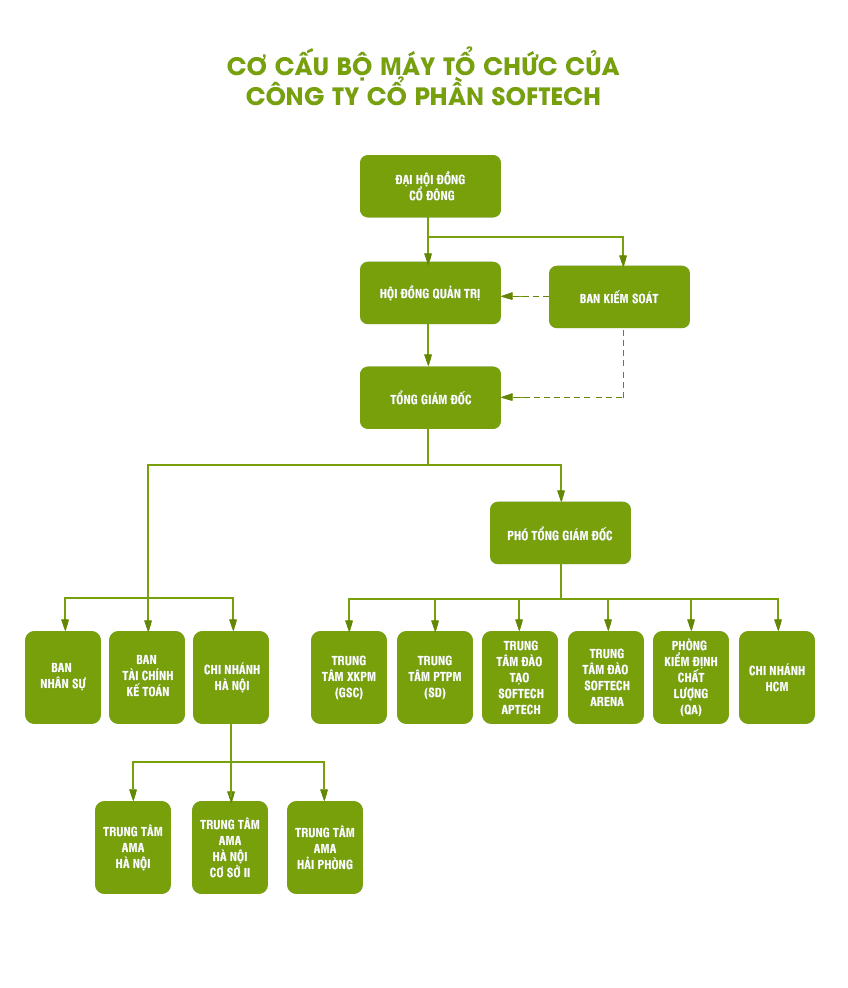 CƠ CẤU BỘ MÁY TỔ CHỨC CỦA
CÔNG TY CỔ PHẦN SOFTECH
ĐẠI HỘI ĐỒNG
CỔ ĐÔNG
HỘI ĐỒNG QUẢN TRỊ
BAN KIỂM SOÁT
TỔNG GIÁM ĐỐC
PHÓ TỔNG GIÁM ĐỐC
BAN
NHÂN SỰ
BAN
TÀI CHÍNH
KẾ TOÁN
CHI NHÁNH
HÀ NỘI
TRUNG
TÂM XKPM
(GSC)
TRUNG
TÂM PTPM
(SD)
TRUNG
TÂM ĐÀO
TẠO
SOFTECH
APTECH
TRUNG
TÂM ĐÀO
SOFTECH
ARENA
PHÒNG
KIỂM ĐỊNH
CHẤT
LƯỢNG
(QA)
CHI NHÁNH
HCM
TRUNG TÂM
AMA
HÀ NỘI
TRUNG TÂM
AMA
HÀ NỘI
CƠ SỞ II
TRUNG TÂM
AMA
HẢI PHÒNG